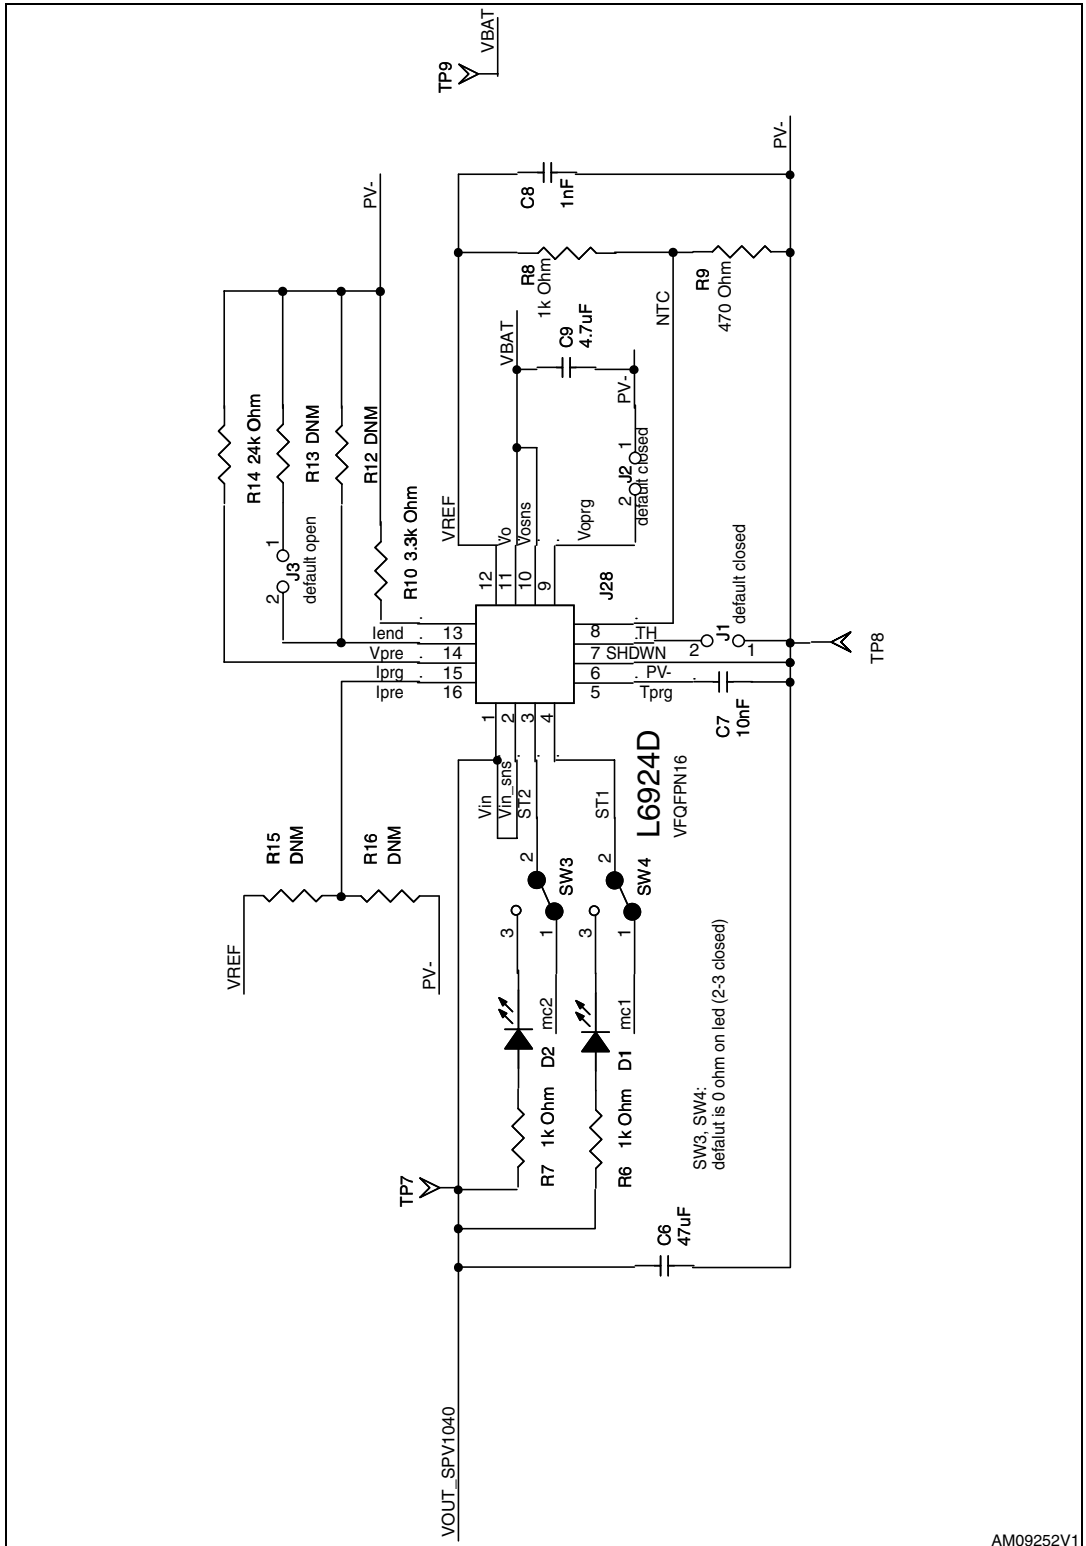 VBAT
TP9
PV-
PV-
C8
1nF
R8
1k Ohm
R9
470 Ohm
NTC
VBAT
C9
4.7uF
PV-
R14 24k Ohm
R13 DNM
R12 DNM
R10 3.3k Ohm
J3
2
1
default open
VREF
Vo
Vosns
Voprg
J2
2
1
default closed
12
11
10
9
J28
Iend
13
Vpre
14
Iprg
15
Ipre
16
8
TH
7
SHDWN
6
PV-
5
Tprg
J1
2
1
default closed
TP8
C7
10nF
1
2
3
4
Vin
Vin_sns
ST2
ST1
L6924D
VFQFPN16
R15
DNM
R16
DNM
VREF
PV-
2
SW3
3
1
2
SW4
3
1
mc2
mc1
D2
D1
R7 1k Ohm
R6 1k Ohm
SW3, SW4:
defalut is 0 ohm on led (2-3 closed)
TP7
C6
47uF
VOUT_SPV1040
AM09252V1